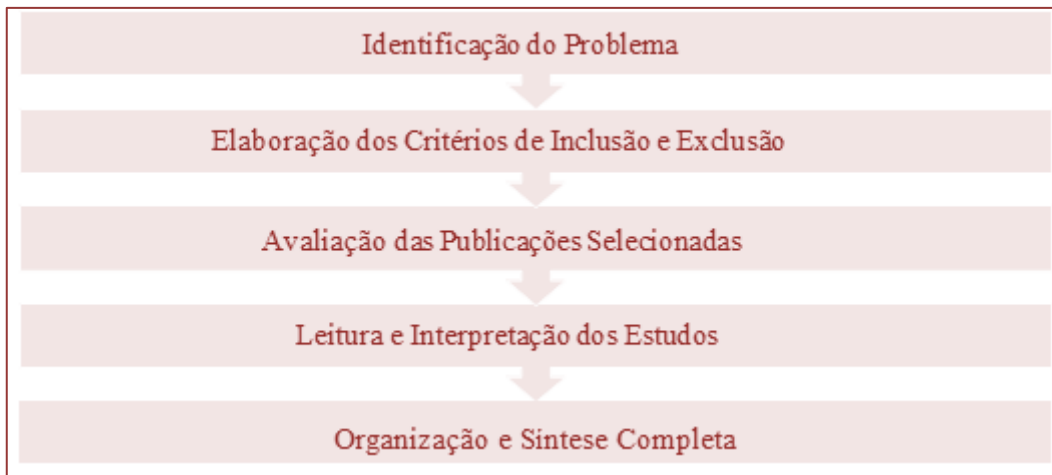 Identificação do Problema
Elaboração dos Critérios de Inclusão e Exclusão
Avaliação das Publicações Selecionadas
Leitura e Interpretação dos Estudos
Organização e Síntese Completa